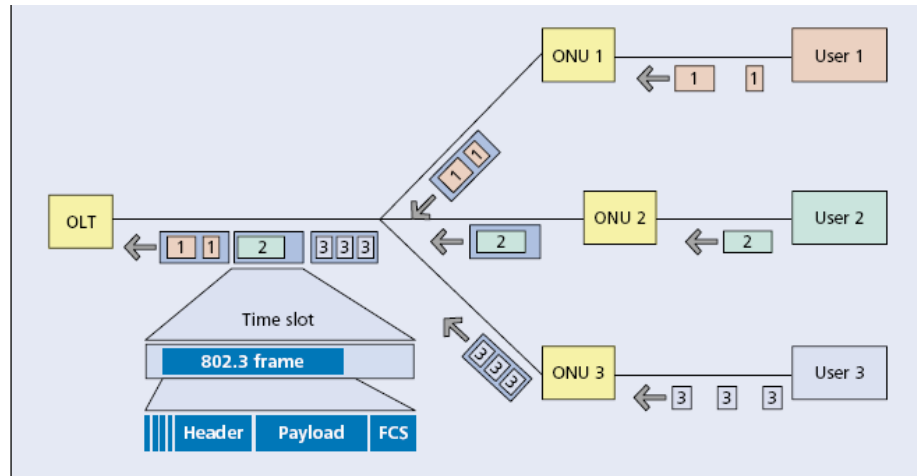 ONU 1
User 1
1 1
1 1
OLT
ONU 2
User 2
1 1 2 3 3 3
2
2
Time slot
802.3 frame
3 3 3
ONU 3
User 3
3 3 3
Header Payload FCS